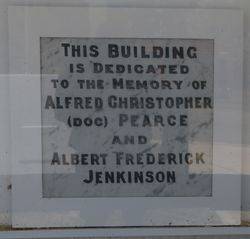 THIS BUILDING
IS DEDICATED
TO THE MEMORY OF
ALFRED CHRISTOPHER
(DOC) PEARCE
AND
ALBERT FREDERICK
JENKINSON